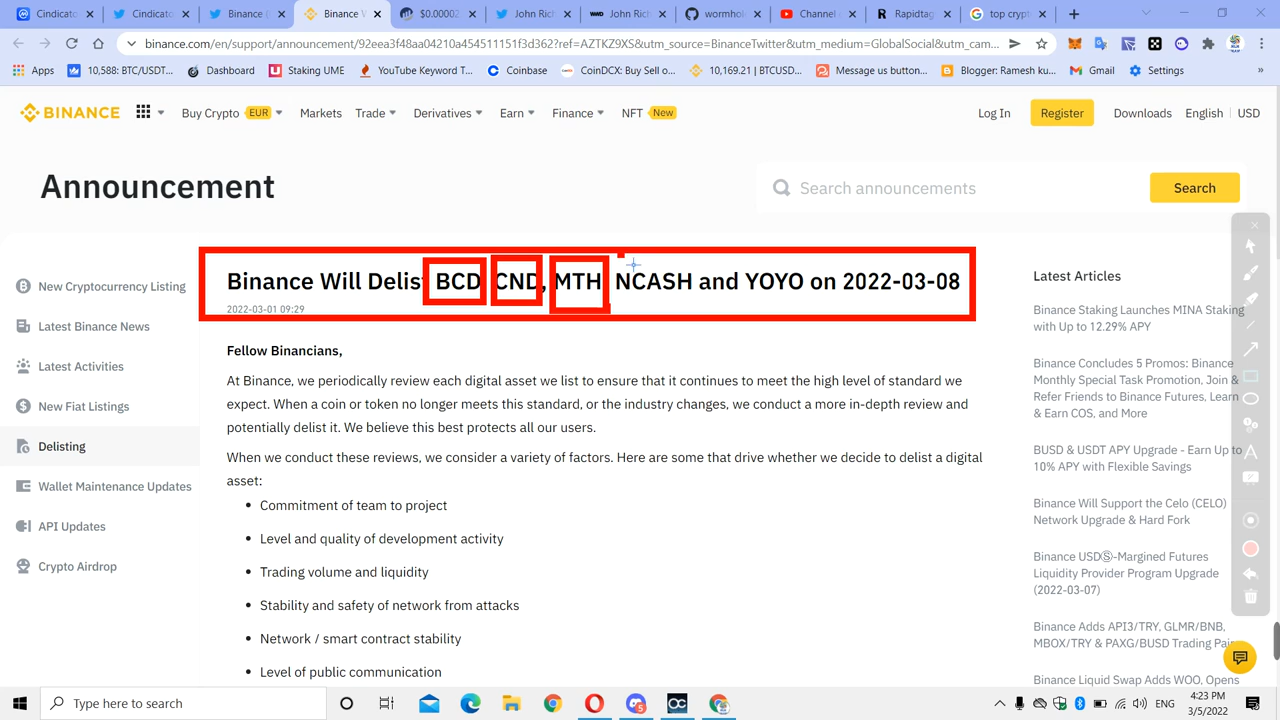 Cointelegr
Cindicator
Binance W
$0.00002
John Rich
John Rich
worldmob
Channel d
Rapidtags
top crypto
binance.com/en/support/announcement/92eea3f48aa04210a454511151f3d362?ref=AZTKZ9XS&utm_source=BinanceTwitter&utm_medium=GlobalSocial&utm_cam...
Apps
10,588: BTC/USDT...
Dashboard
Staking UME
YouTube Keyword T...
Coinbase
CoinDCX: Buy sel o...
10,169.21 | BTCUSD...
Message us button...
Blogger: Ramesh ku...
Gmail
Settings
BINANCE
Buy Crypto EUR
Markets
Trade
Derivatives
Earn
Finance
NFT New
Log In
Register
Downloads
English
USD
Announcement
Search announcements
Search
New Cryptocurrency Listing
Latest Binance News
Latest Activities
New Fiat Listings
Delisting
Wallet Maintenance Updates
API Updates
Crypto Airdrop
Binance Will Delist BCD CND, MTH NCASH and YOYO on 2022-03-08
2022-03-01 09:29
Fellow Binancians,
At Binance, we periodically review each digital asset we list to ensure that it continues to meet the high level of standard we
expect. When a coin or token no longer meets this standard, or the industry changes, we conduct a more in-depth review and
potentially delist it. We believe this best protects all our users.
When we conduct these reviews, we consider a variety of factors. Here are some that drive whether we decide to delist a digital
asset:
• Commitment of team to project
• Level and quality of development activity
• Trading volume and liquidity
• Stability and safety of network from attacks
• Network / smart contract stability
• Level of public communication
Latest Articles
Binance Staking Launches MINA Staking
with Up to 12.29% APY
Binance Concludes 5 Promos: Binance
Monthly Special Task Promotion, Join &
Refer Friends to Binance Futures, Learn
& Earn COS, and More
BUSD & USDT APY Upgrade - Earn Up to
10% APY with Flexible Savings
Binance Will Support the Celo (CELO)
Network Upgrade & Hard Fork
Binance USDⓈ-Margined Futures
Liquidity Provider Program Upgrade
(2022-03-07)
Binance Adds API3/TRY, GLMR/BNB,
MBOX/TRY & PAXG/BUSD Trading Pai
Binance Liquid Swap Adds WOO, Opens
Type here to search
ENG
4:23 PM
3/5/2022